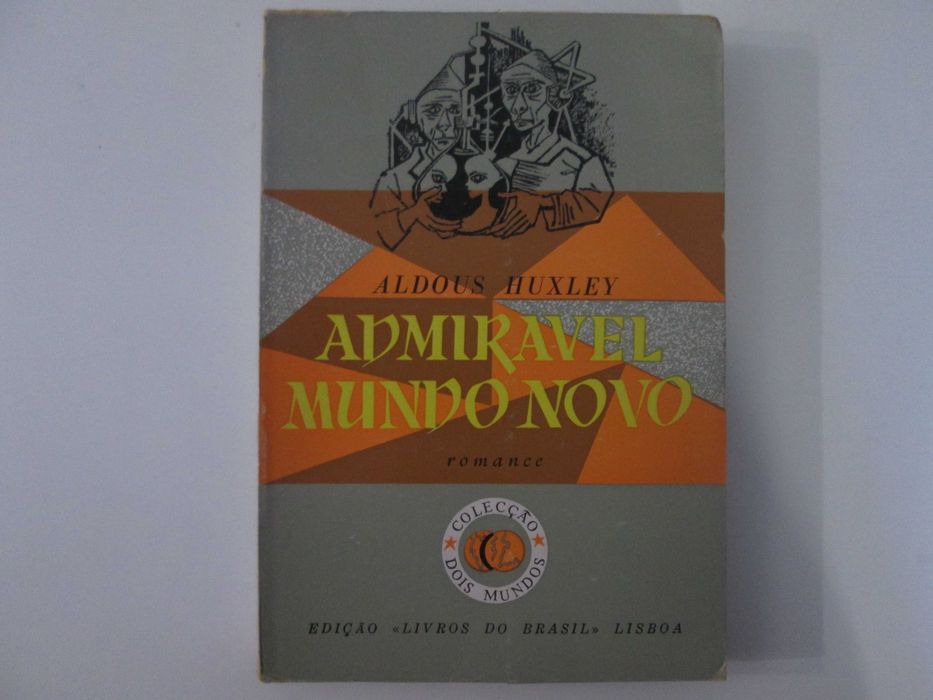 ALDOUS HUXLEY
ADMIRAVEL
MUNDO NOVO
romance
COLECÇÃO
DOIS MUNDOS
EDIÇÃO «LIVROS DO BRASIL» LISBOA